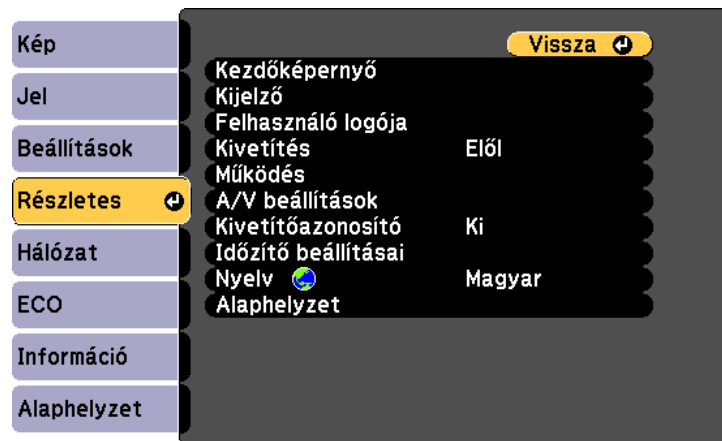 Kép
Jel
Beállítások
Részletes
Hálózat
ECO
Információ
Alaphelyzet
Vissza
Kezdőképernyő
Kijelző
Felhasználó logója
Kivetítés Elől
Működés
A/V beállítások
Kivetítőazonosító Ki
Időzítő beállításai
Nyelv Magyar
Alaphelyzet